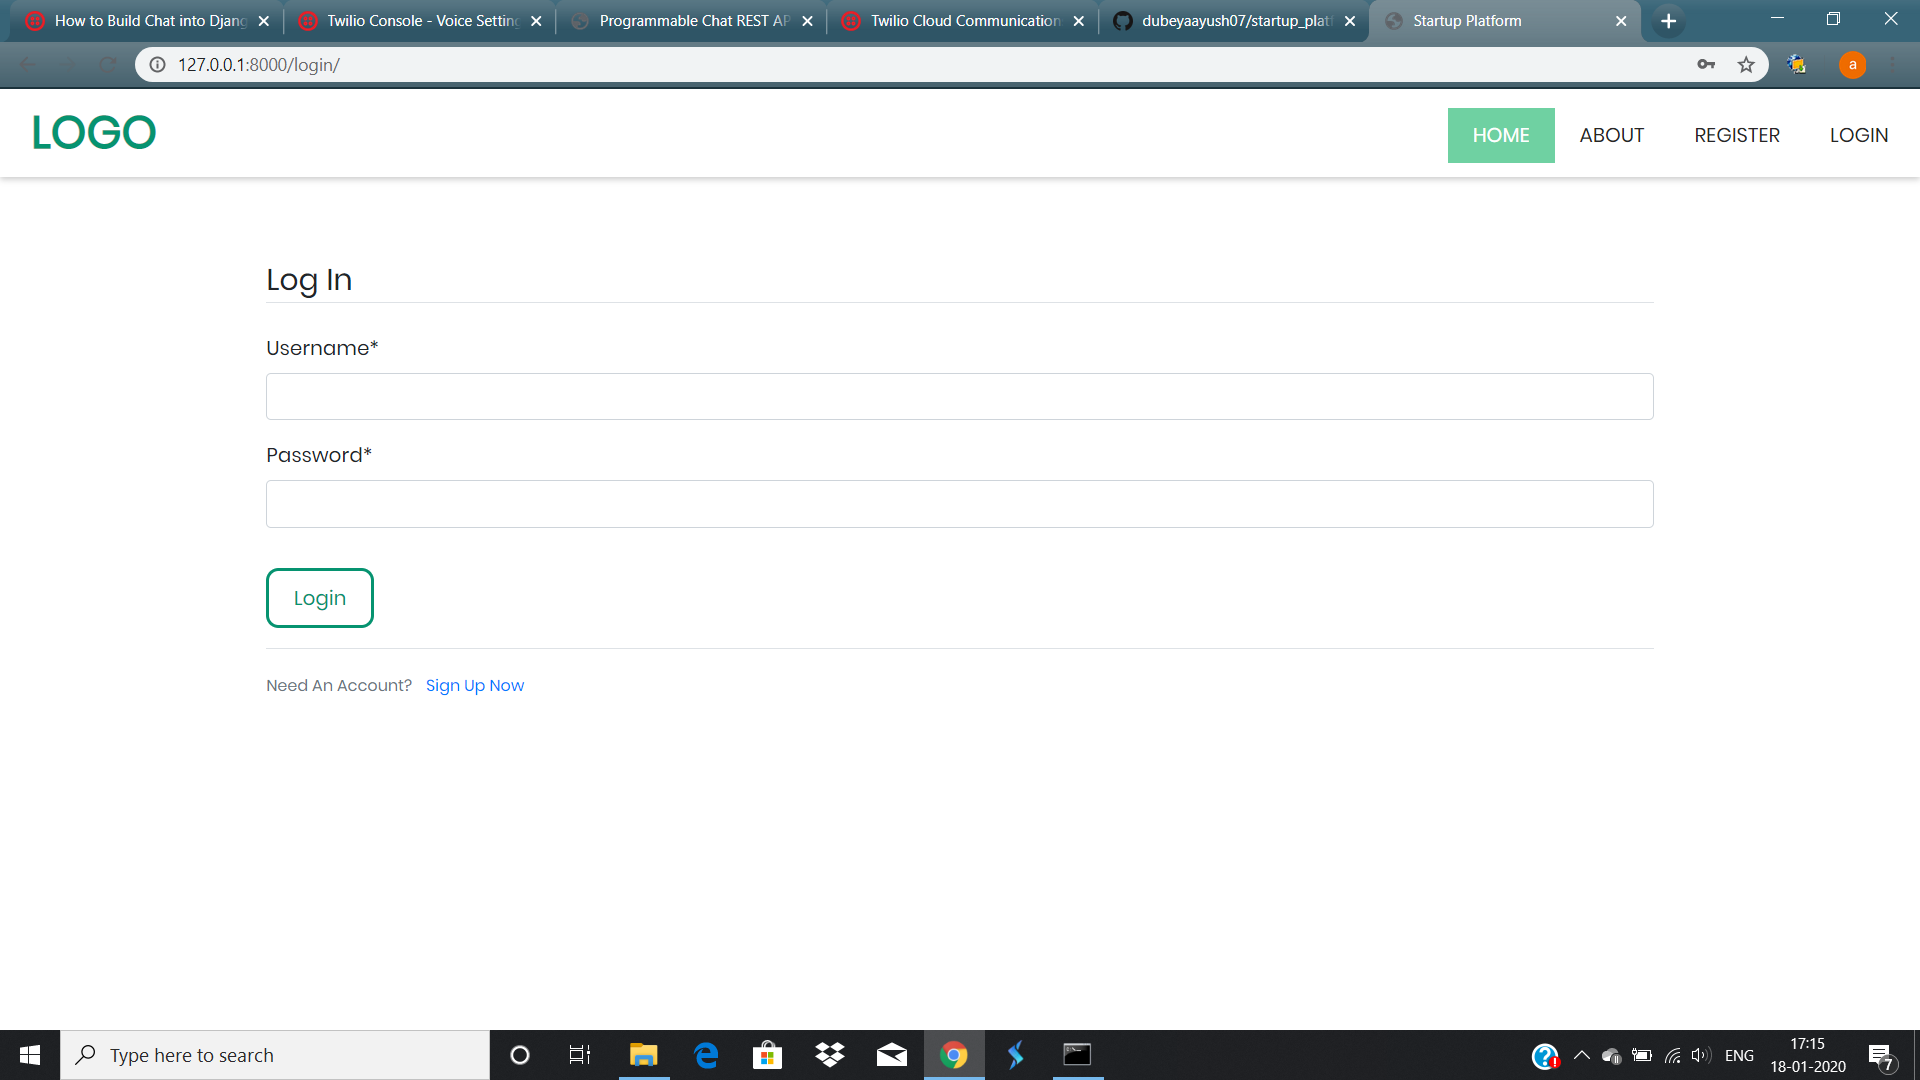 How to Build Chat into Djang
Twilio Console - Voice Setting
Programmable Chat REST AP
Twilio Cloud Communication
dubeyaayush07/startup_plat
Startup Platform
127.0.0.1:8000/login/
a
LOGO
HOME
ABOUT
REGISTER
LOGIN
Log In
Username*
Password*
Login
Need An Account? Sign Up Now
Type here to search
ENG
17:15
18-01-2020
7